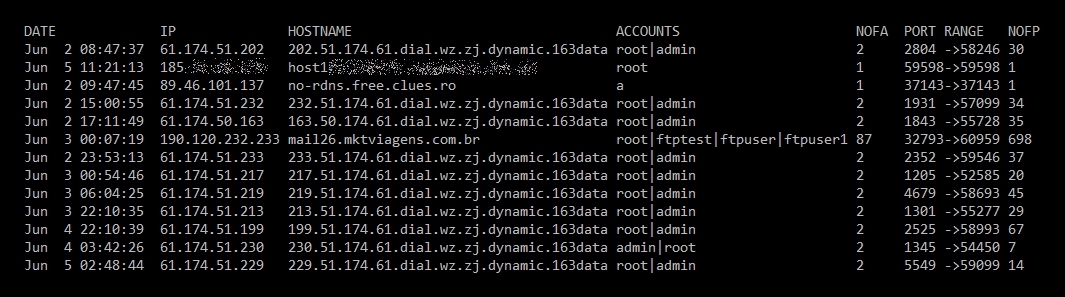 DATE IP HOSTNAME ACCOUNTS NOFA PORT RANGE NOFP
Jun 2 08:47:37 61.174.51.202 202.51.174.61.dial.wz.zj.dynamic.163data root|admin 2 2804 ->58246 30
Jun 5 11:21:13 185 host1 root 1 59598->59598 1
Jun 2 09:47:45 89.46.101.137 no-rdns.free.clues.ro a 1 37143->37143 1
Jun 2 15:00:55 61.174.51.232 232.51.174.61.dial.wz.zj.dynamic.163data root|admin 2 1931 ->57099 34
Jun 2 17:11:49 61.174.50.163 163.50.174.61.dial.wz.zj.dynamic.163data root|admin 2 1843 ->55728 35
Jun 3 00:07:19 190.120.232.233 mail26.mktviagens.com.br root|ftptest|ftpuser|ftpuser1 87 32793->60959 698
Jun 2 23:53:13 61.174.51.233 233.51.174.61.dial.wz.zj.dynamic.163data root|admin 2 2352 ->59546 37
Jun 3 00:54:46 61.174.51.217 217.51.174.61.dial.wz.zj.dynamic.163data root|admin 2 1205 ->52585 20
Jun 3 06:04:25 61.174.51.219 219.51.174.61.dial.wz.zj.dynamic.163data root|admin 2 4679 ->58693 45
Jun 3 22:10:35 61.174.51.213 213.51.174.61.dial.wz.zj.dynamic.163data root|admin 2 1301 ->55277 29
Jun 4 22:10:39 61.174.51.199 199.51.174.61.dial.wz.zj.dynamic.163data root|admin 2 2525 ->58993 67
Jun 4 03:42:26 61.174.51.230 230.51.174.61.dial.wz.zj.dynamic.163data admin|root 2 1345 ->54450 7
Jun 5 02:48:44 61.174.51.229 229.51.174.61.dial.wz.zj.dynamic.163data root|admin 2 5549 ->59099 14